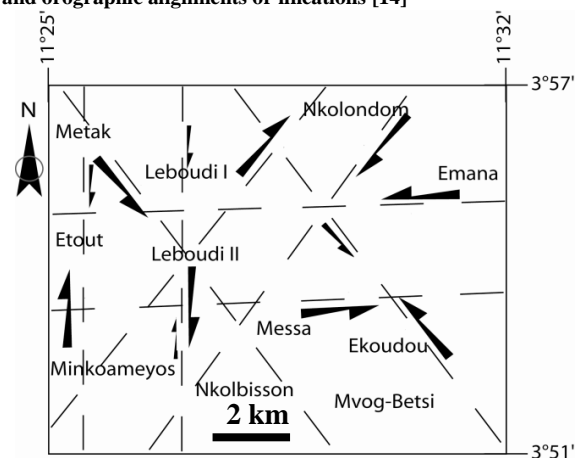 and orographic alignments or lineations [14]
11°25'
11°32'
3°57'
N
Nkolondom
Metak
Leboudi I
Emana
Etout
Leboudi II
Messa
Ekoudou
Minkoameyos
Nkolbisson
Mvog-Betsi
2 km
3°51'